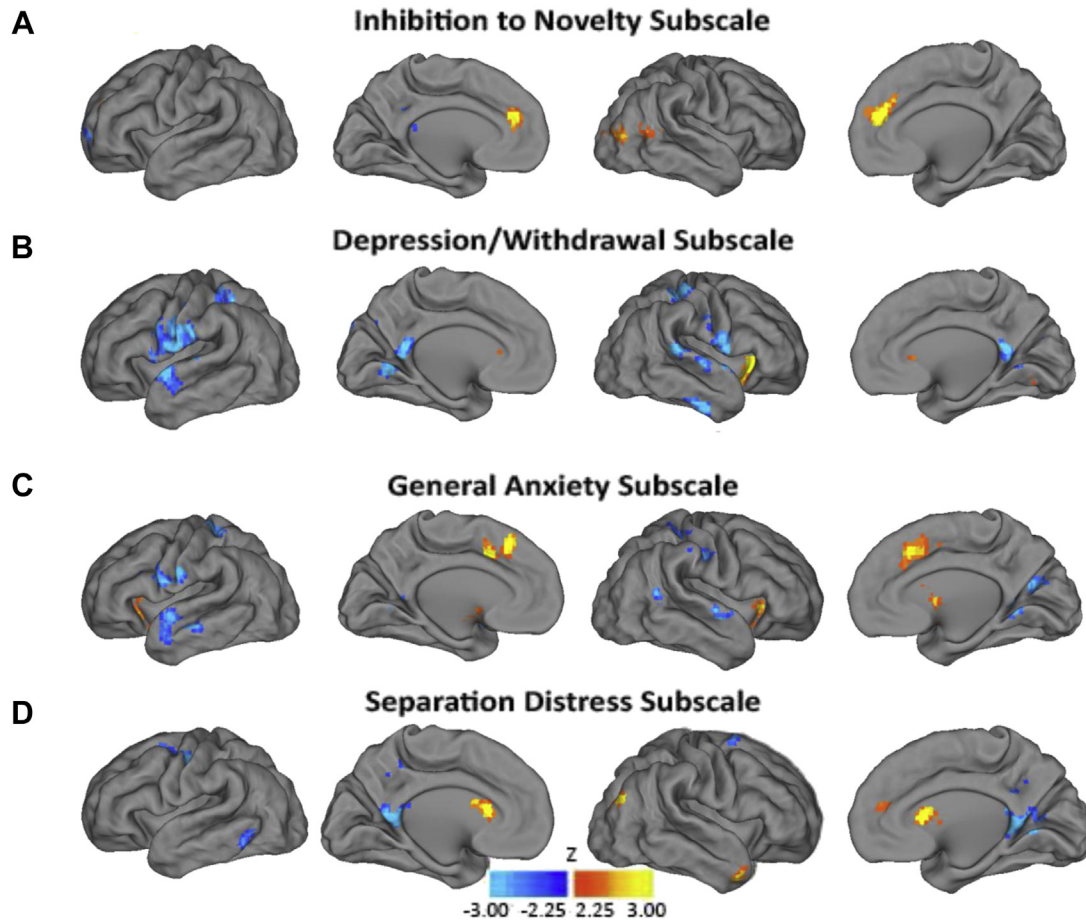 A
Inhibition to Novelty Subscale
B
Depression/Withdrawal Subscale
C
General Anxiety Subscale
D
Separation Distress Subscale
Z
-3.00 -2.25 2.25 3.00